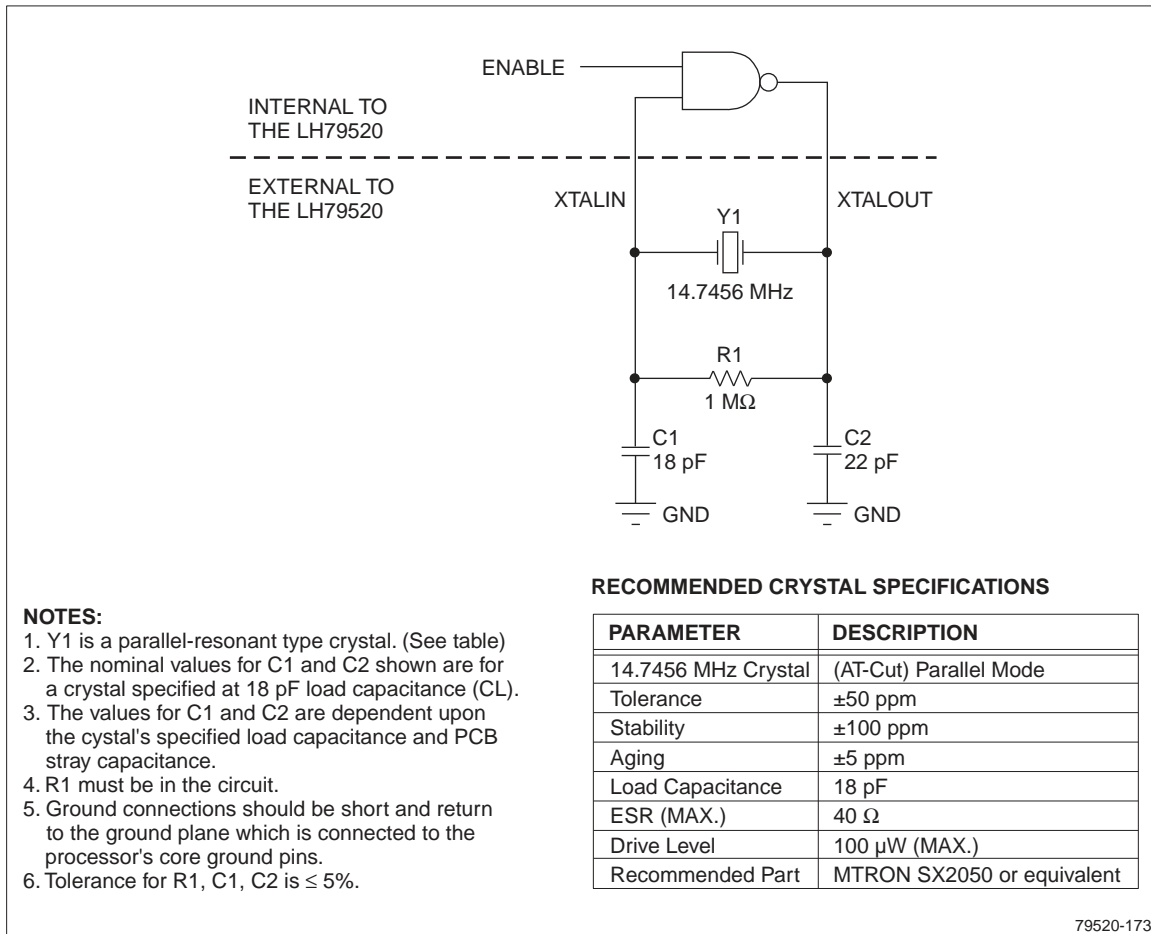 ENABLE
INTERNAL TO
THE LH79520
EXTERNAL TO
THE LH79520
XTALIN
XTALOUT
Y1
14.7456 MHz
R1
1 MΩ
C1
18 pF
C2
22 pF
GND
GND
NOTES:
1. Y1 is a parallel-resonant type crystal. (See table)
2. The nominal values for C1 and C2 shown are for
a crystal specified at 18 pF load capacitance (CL).
3. The values for C1 and C2 are dependent upon
the cystal's specified load capacitance and PCB
stray capacitance.
4. R1 must be in the circuit.
5. Ground connections should be short and return
to the ground plane which is connected to the
processor's core ground pins.
6. Tolerance for R1, C1, C2 is ≤ 5%.
RECOMMENDED CRYSTAL SPECIFICATIONS
PARAMETER DESCRIPTION
14.7456 MHz Crystal (AT-Cut) Parallel Mode
Tolerance ±50 ppm
Stability ±100 ppm
Aging ±5 ppm
Load Capacitance 18 pF
ESR (MAX.) 40 Ω
Drive Level 100 µW (MAX.)
Recommended Part MTRON SX2050 or equivalent
79520-173